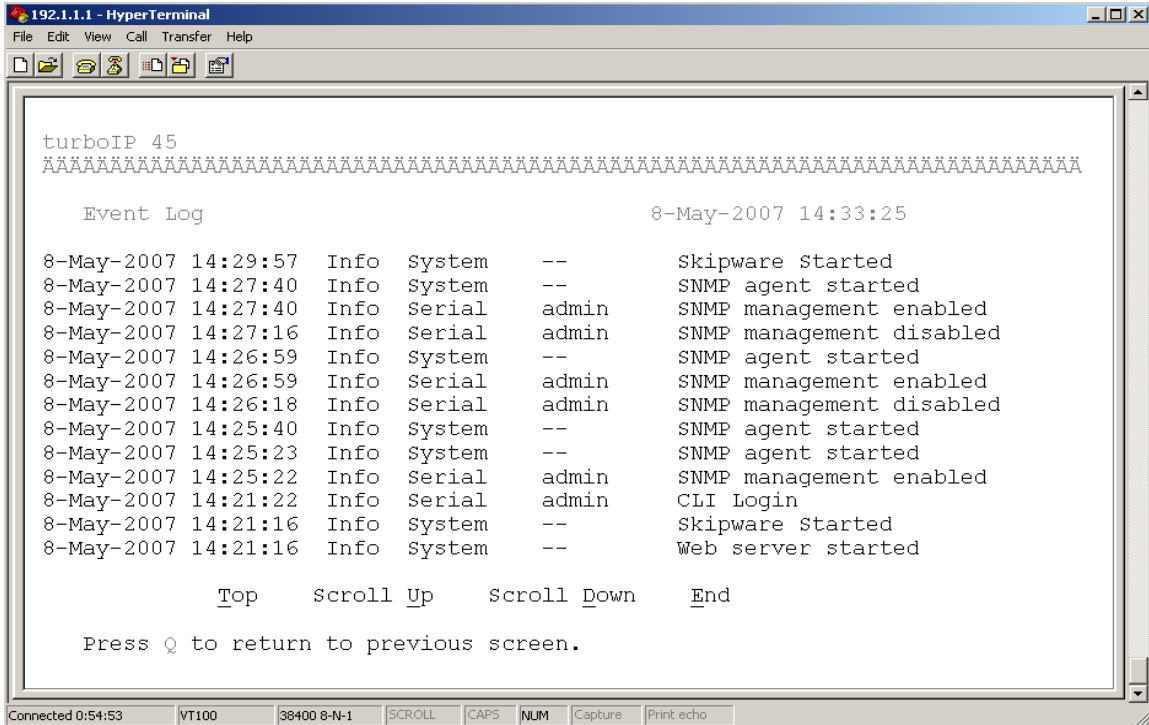 192.1.1.1 - HyperTerminal
File Edit View Call Transfer Help
turboIP 45
ÄÄÄÄÄÄÄÄÄÄÄÄÄÄÄÄÄÄÄÄÄÄÄÄÄÄÄÄÄÄÄÄÄÄÄÄÄÄÄÄÄÄÄÄÄÄÄÄÄÄÄÄÄÄÄÄÄÄÄÄÄÄÄÄÄÄÄÄÄÄÄÄÄÄÄÄÄ
Event Log 8-May-2007 14:33:25
8-May-2007 14:29:57 Info System -- Skipware Started
8-May-2007 14:27:40 Info System -- SNMP agent started
8-May-2007 14:27:40 Info Serial admin SNMP management enabled
8-May-2007 14:27:16 Info Serial admin SNMP management disabled
8-May-2007 14:26:59 Info System -- SNMP agent started
8-May-2007 14:26:59 Info Serial admin SNMP management enabled
8-May-2007 14:26:18 Info Serial admin SNMP management disabled
8-May-2007 14:25:40 Info System -- SNMP agent started
8-May-2007 14:25:23 Info System -- SNMP agent started
8-May-2007 14:25:22 Info Serial admin SNMP management enabled
8-May-2007 14:21:22 Info Serial admin CLI Login
8-May-2007 14:21:16 Info System -- Skipware Started
8-May-2007 14:21:16 Info System -- Web server started
Top Scroll Up Scroll Down End
Press Q to return to previous screen.
Connected 0:54:53 VT100 38400 8-N-1 SCROLL CAPS NUM Capture Print echo